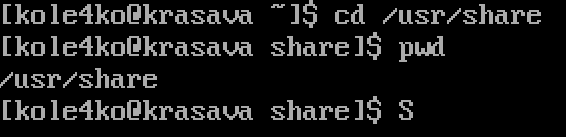 [kole4ko@krasava ~]$ cd /usr/share
[kole4ko@krasava share]$ pwd
/usr/share
[kole4ko@krasava share]$ S